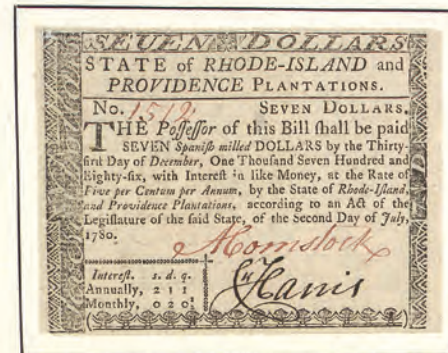 SEVEN DOLLARS
STATE of RHODE-ISLAND and
PROVIDENCE PLANTATIONS.
No. 1512 SEVEN DOLLARS.
THE Poſſeſſor of this Bill ſhall be paid
SEVEN Spaniſh milled DOLLARS by the Thirty-
firſt Day of December, One Thouſand Seven Hundred and
Eighty-ſix, with Intereſt in like Money, at the Rate of
Five per Centum per Annum, by the State of Rhode-Iſland,
and Providence Plantations, according to an Act of the
Legiſlature of the ſaid State, of the Second Day of July,
1780.
AComstock
Intereſt. s. d. q.
Annually, 2 1 1
Monthly, 0 2 0
Harris